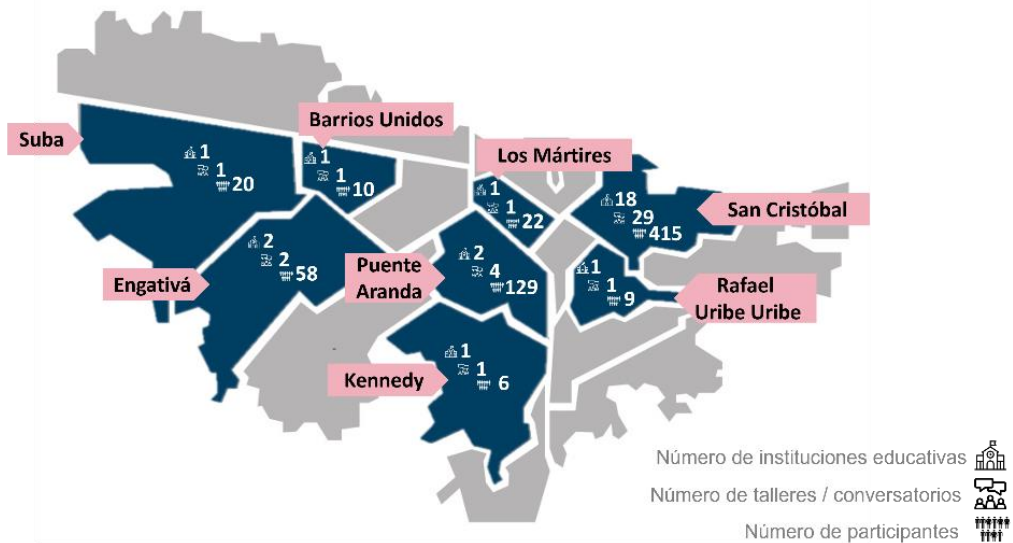 Suba
1
1
20
Barrios Unidos
1
1
10
Los Mártires
1
1
22
San Cristóbal
18
29
415
Engativá
2
2
58
Puente
Aranda
2
4
129
Rafael
Uribe Uribe
1
1
9
Kennedy
1
1
6
Número de instituciones educativas
Número de talleres / conversatorios
Número de participantes